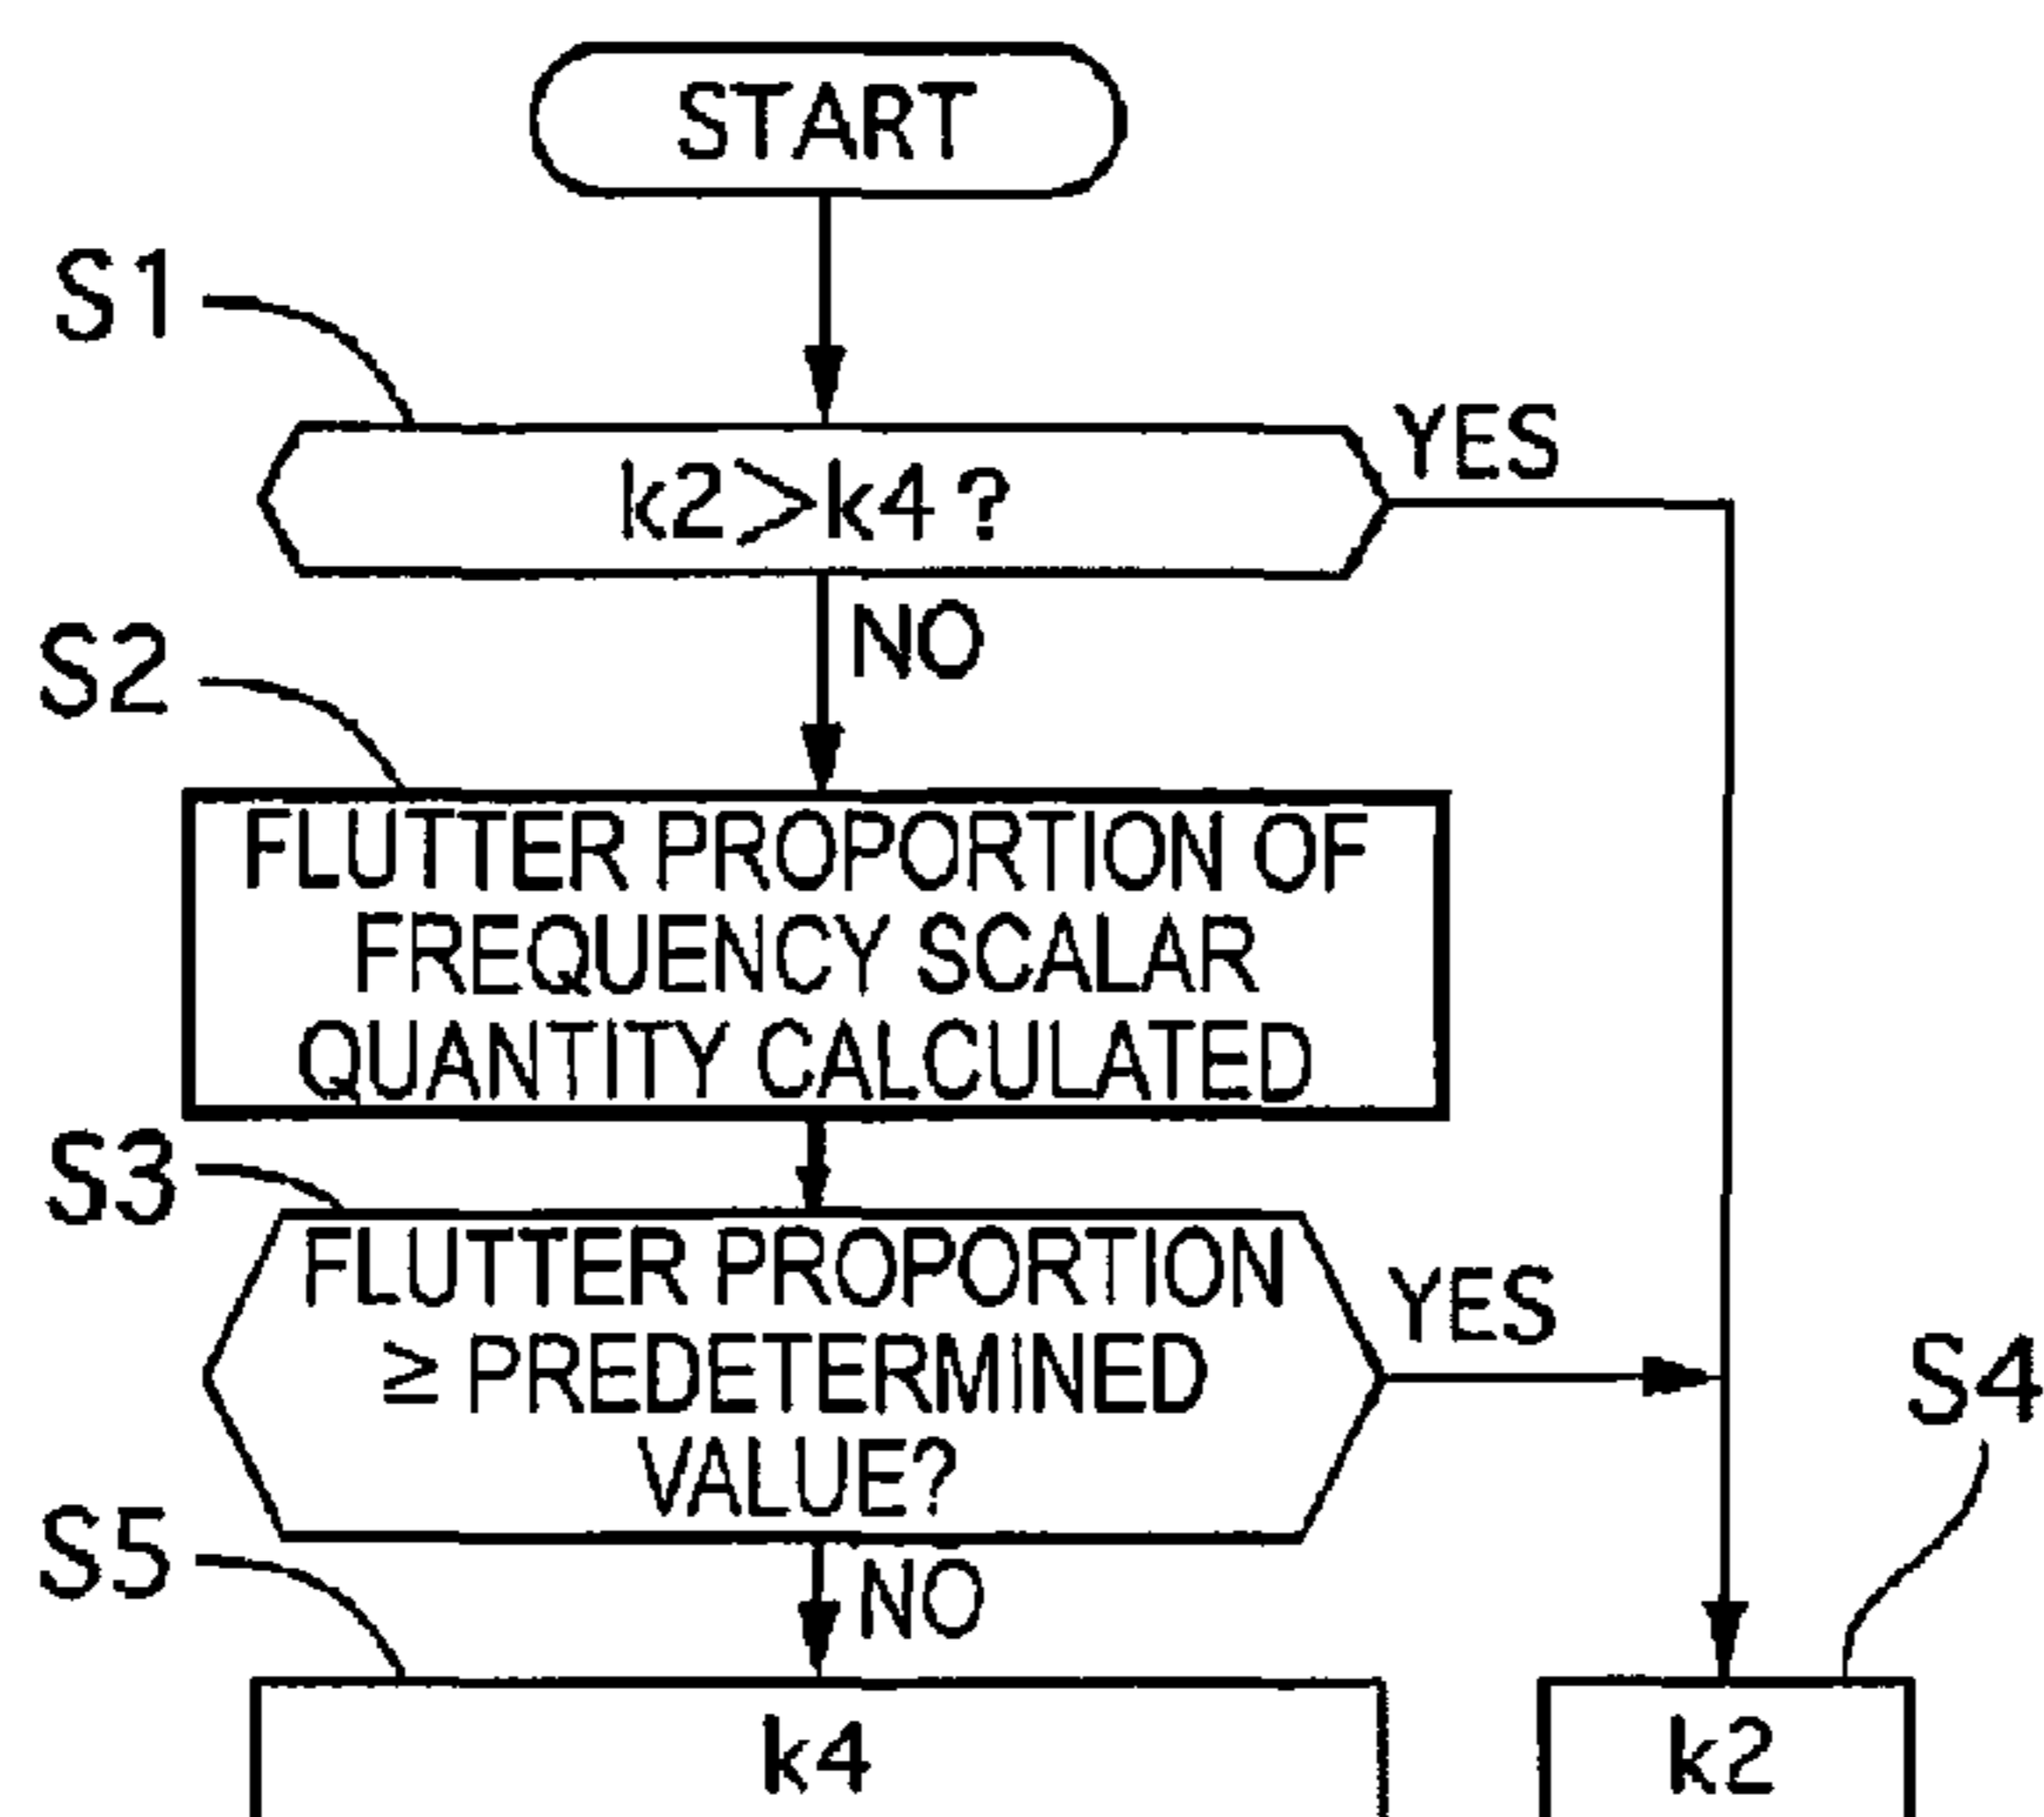 START
S1
k2>k4?
YES
NO
S2
FLUTTER PROPORTION OF
FREQUENCY SCALAR
QUANTITY CALCULATED
S3
FLUTTER PROPORTION
≥ PREDETERMINED
VALUE?
YES
S4
NO
S5
k4
k2